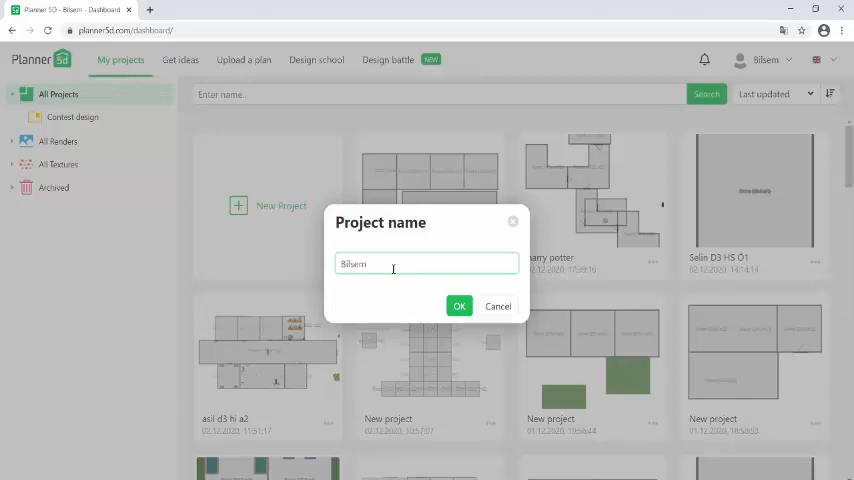 Planner 5D - Bilsem - Dashboard
planner5d.com/dashboard/
Planner 5d
My projects
Get ideas
Upload a plan
Design school
Design battle
NEW
Bilsem
All Projects
Contest design
All Renders
All Textures
Archived
Enter name..
Search
Last updated
New Project
Project name
Bilsem
OK
Cancel
harry potter
02.12.2020, 17:39:16
Selin D3 HS Ö1
02.12.2020, 14:14:14
asil d3 hi a2
02.12.2020, 11:51:17
New project
02.12.2020, 10:57:07
New project
01.12.2020, 19:56:44
New project
01.12.2020, 18:58:53